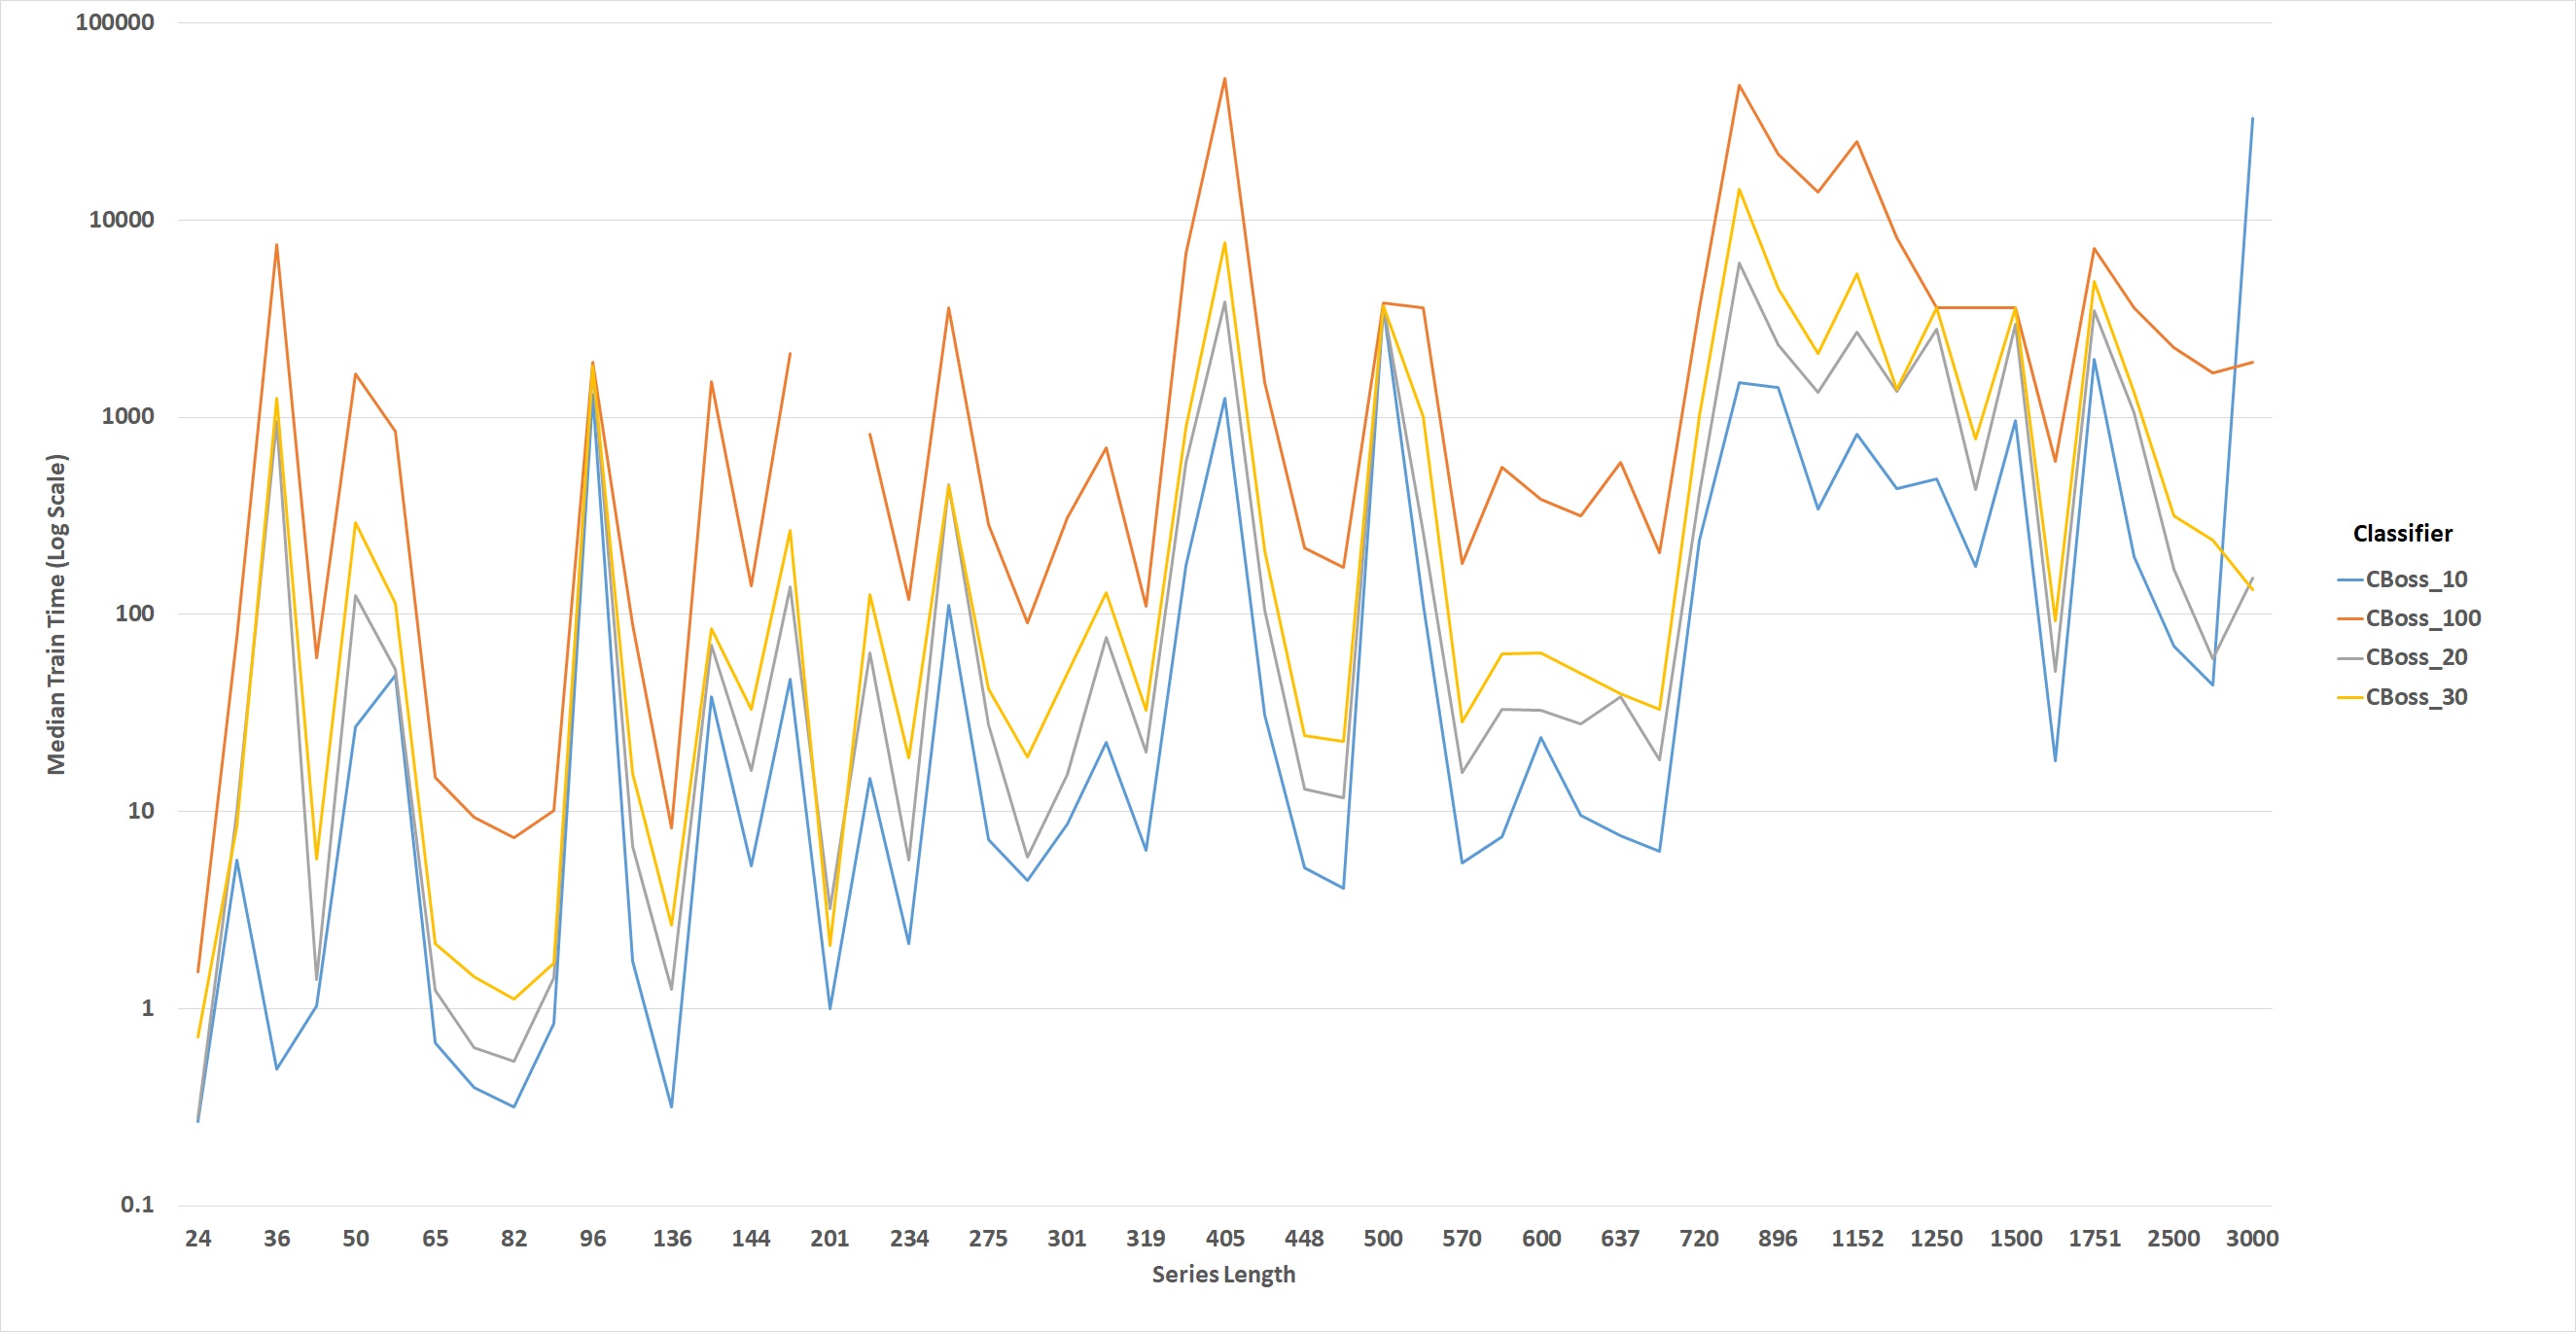 100000
10000
1000
100
10
1
0.1
Median Train Time (Log Scale)
24 36 50 65 82 96 136 144 201 234 275 301 319 405 448 500 570 600 637 720 896 1152 1250 1500 1751 2500 3000
Series Length
Classifier
CBoss_10
CBoss_100
CBoss_20
CBoss_30